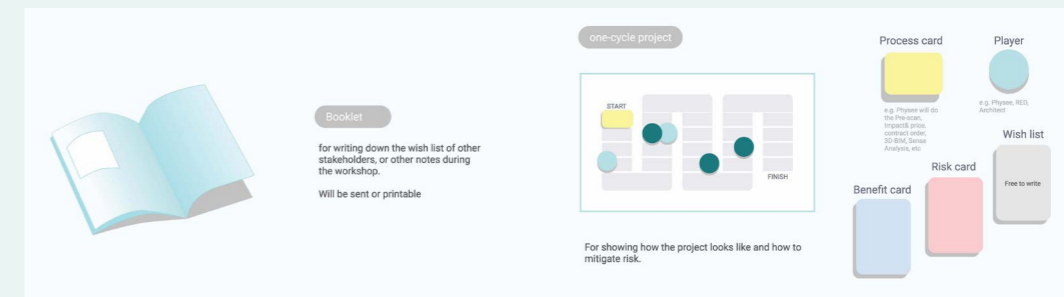 Booklet
for writing down the wish list of other
stakeholders, or other notes during
the workshop.
Will be sent or printable
one-cycle project
START
FINISH
For showing how the project looks like and how to
mitigate risk.
Process card
e.g. Physee will do
the Pre-scan,
Impact& price,
contract order,
3D-BIM, Sense
Analysis, etc
Player
e.g. Physee, RED,
Architect
Wish list
Free to write
Risk card
Benefit card